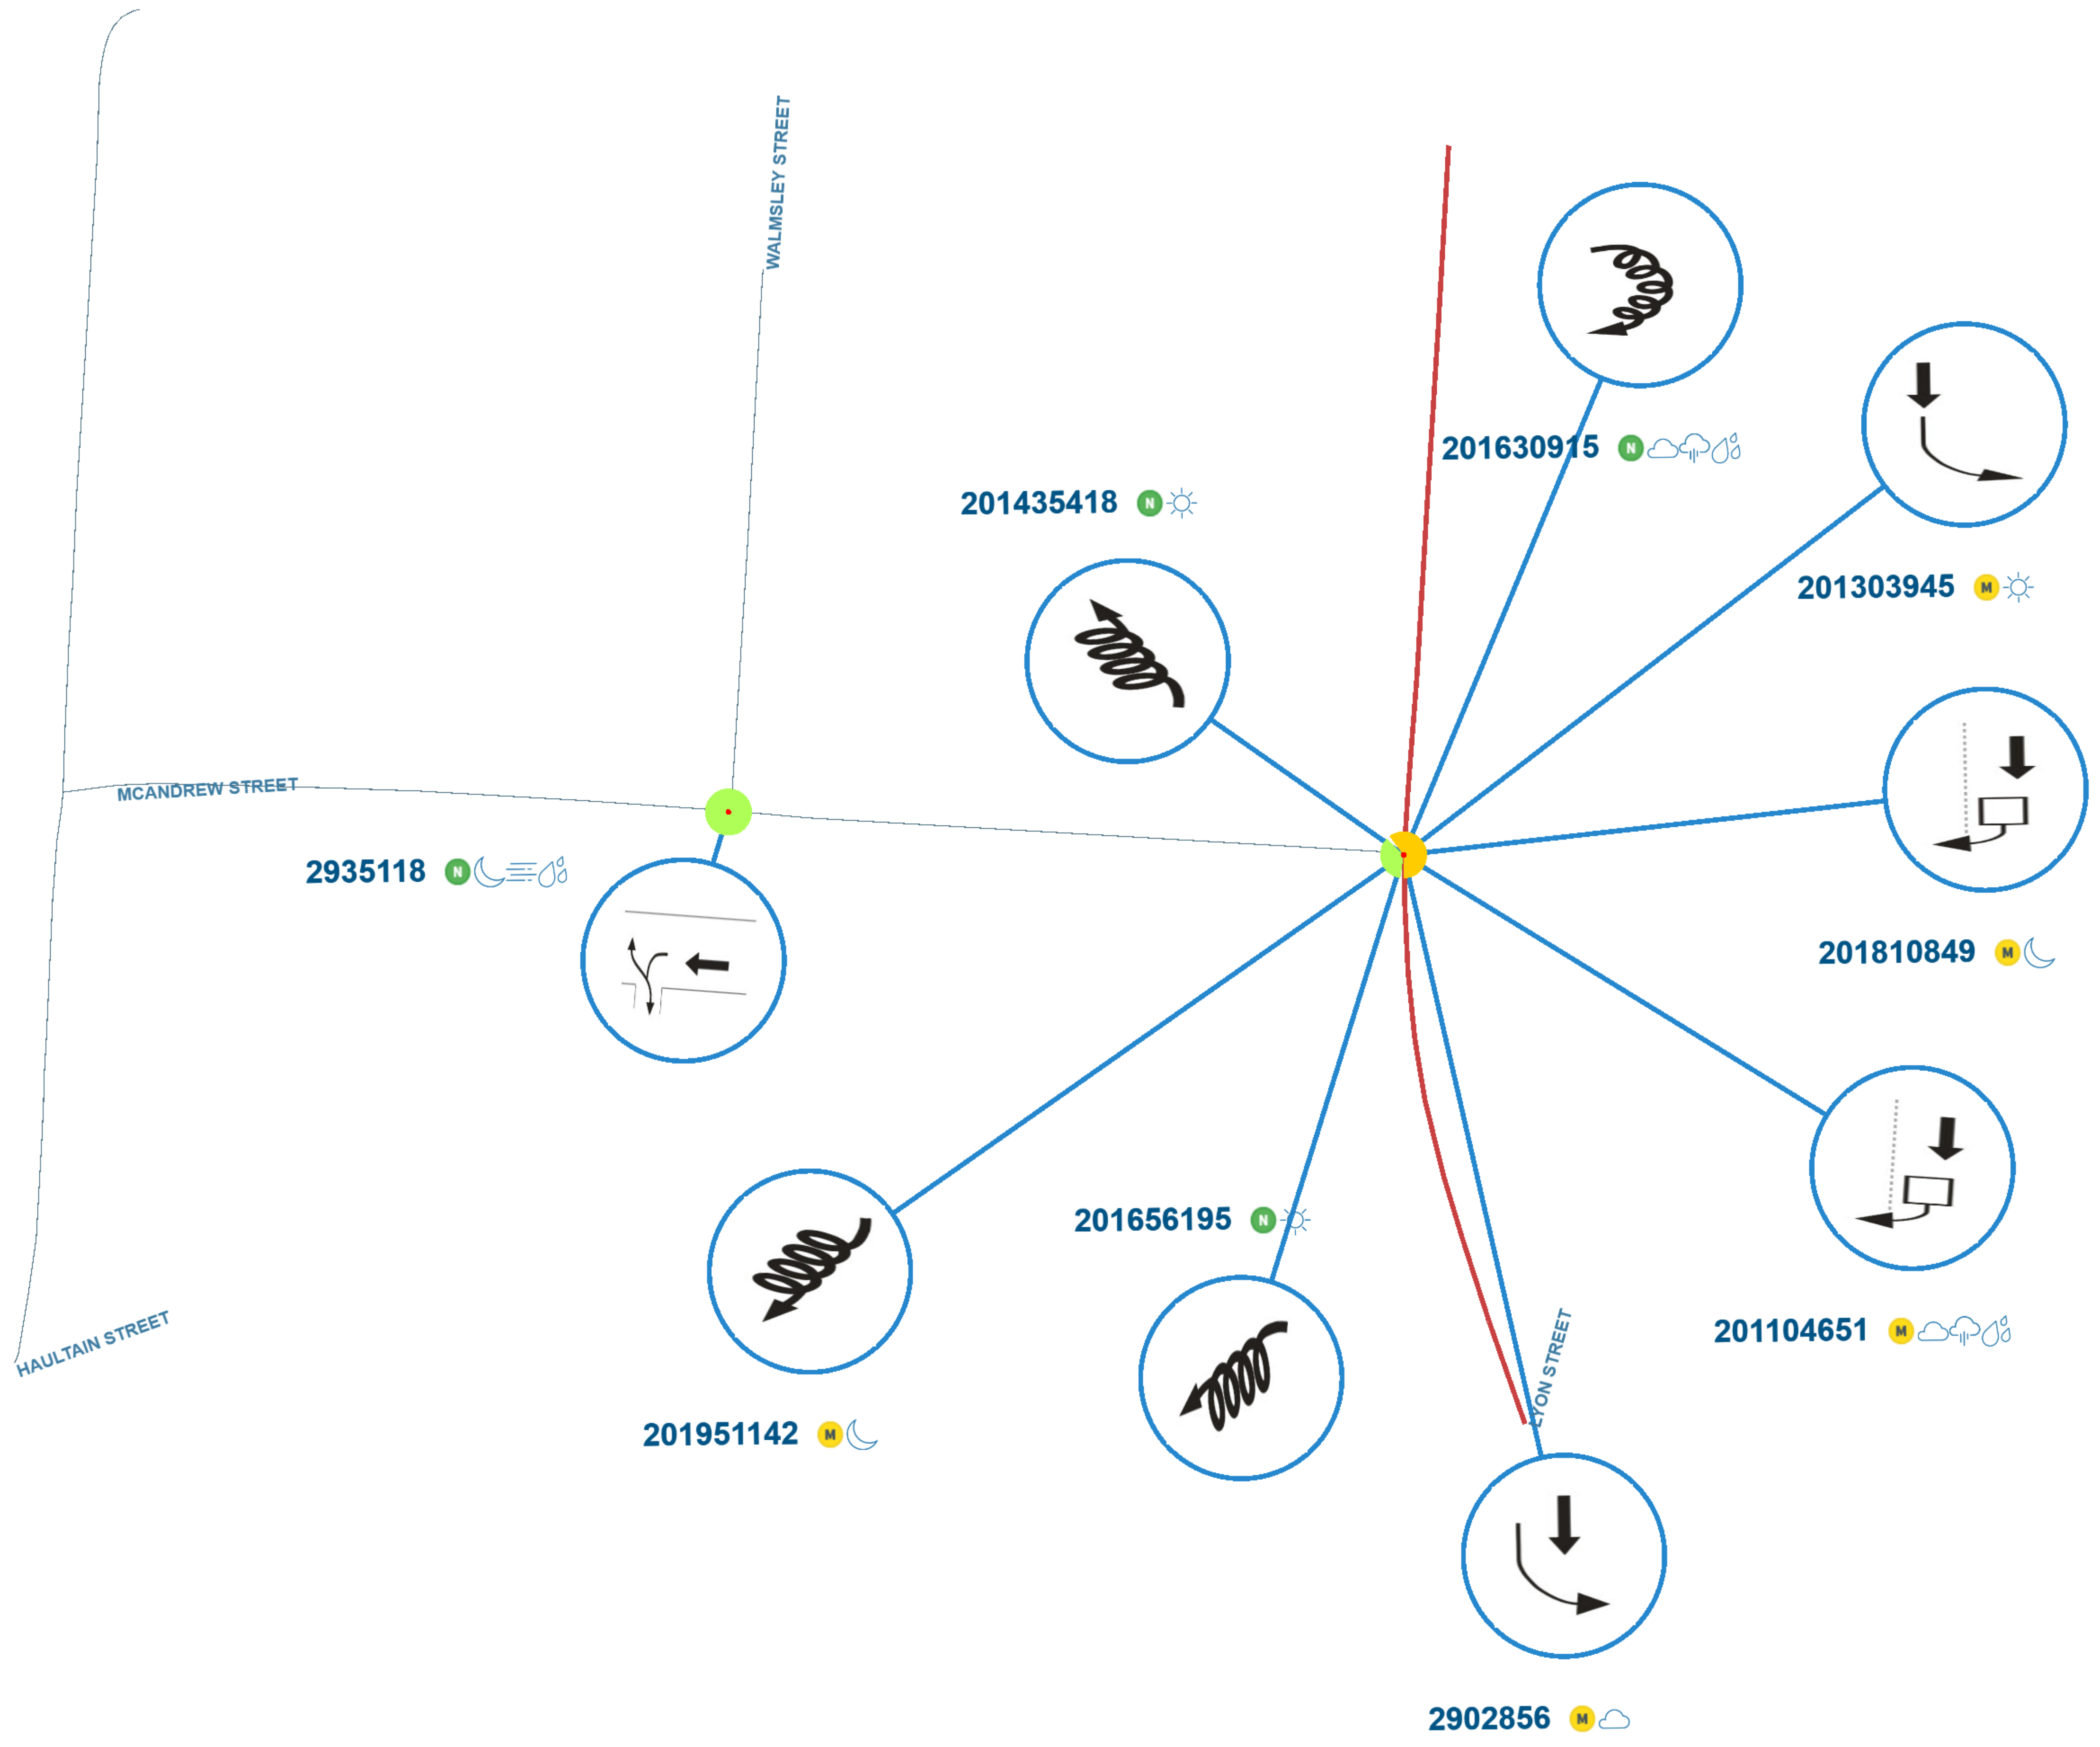 WALMSLEY STREET
201630915 N
201435418 N
201303945 M
MCANDREW STREET
2935118 N
201810849 M
201656195 N
LYON STREET
201104651 M
HAULTAIN STREET
201951142 M
2902856 M